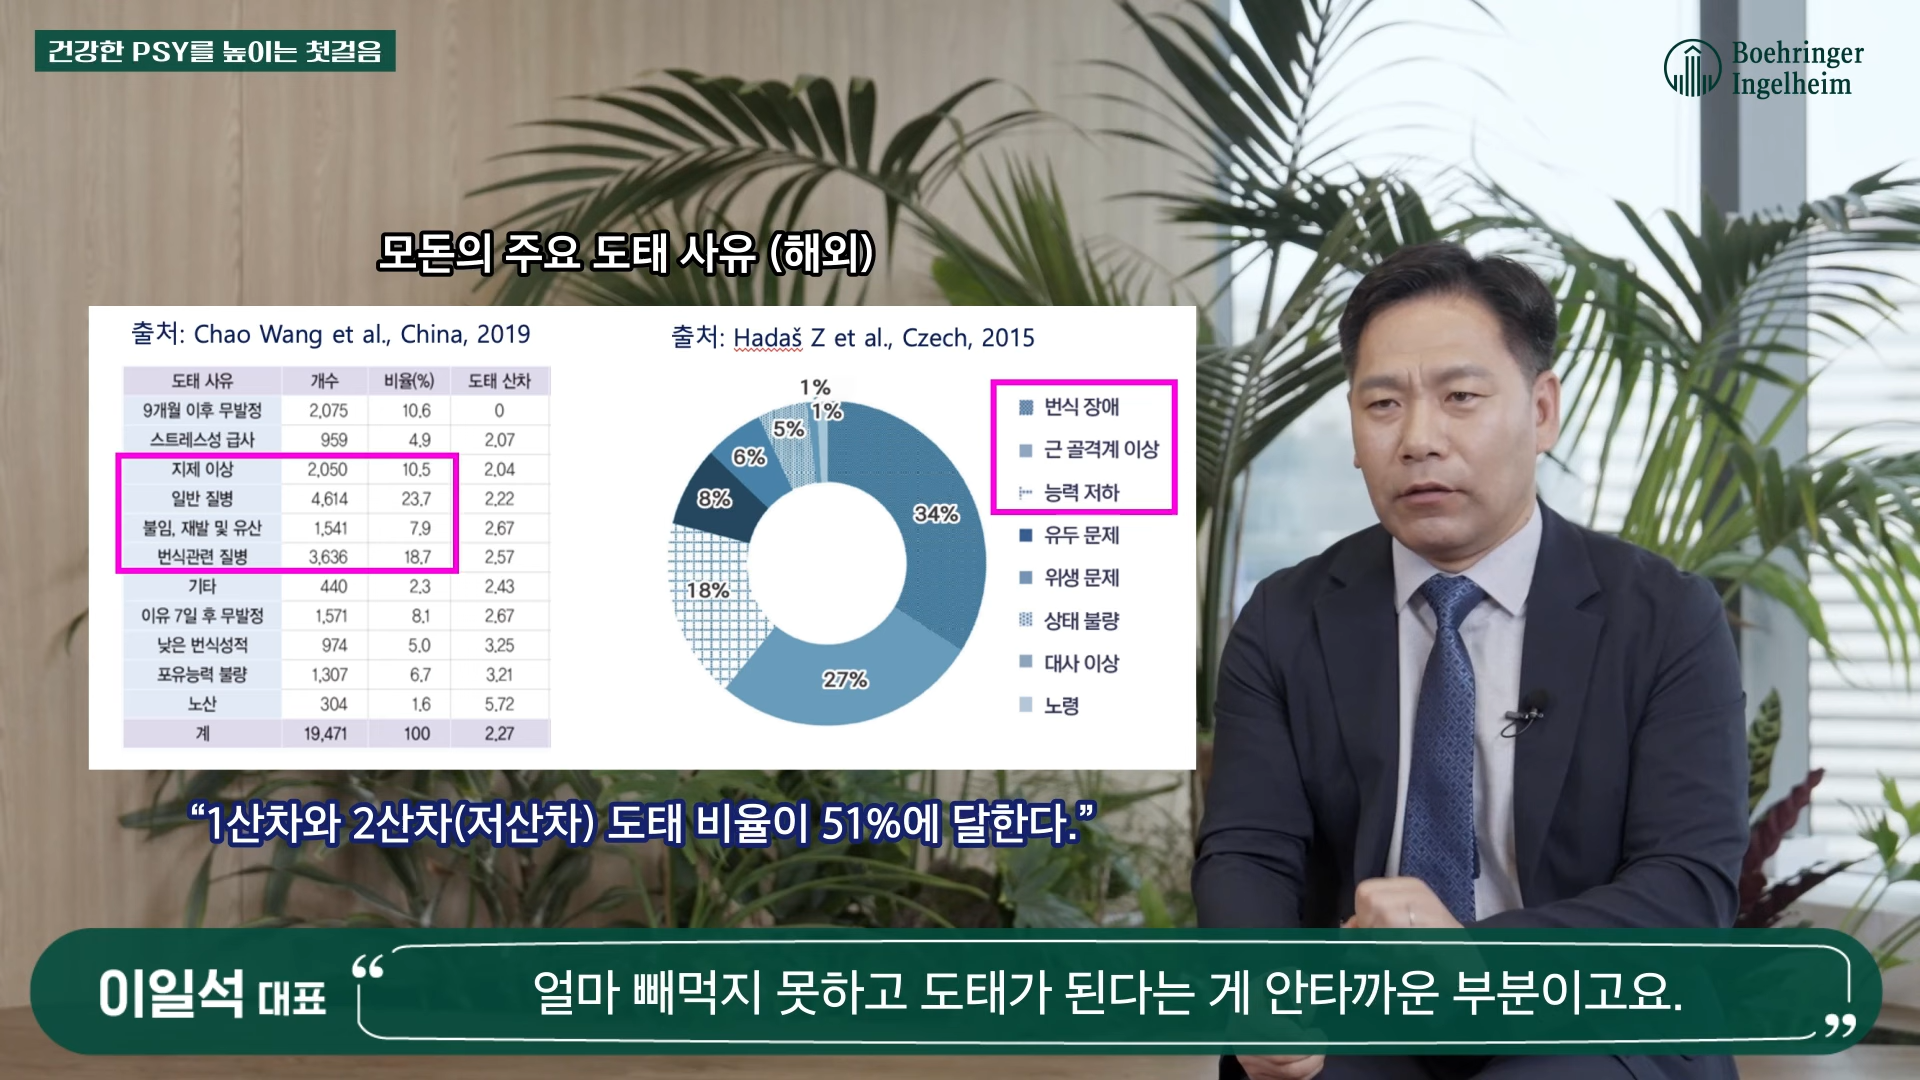 건강한 PSY를 높이는 첫걸음
Boehringer
Ingelheim
모돈의 주요 도태 사유 (해외)
출처: Chao Wang et al., China, 2019
도태 사유 개수 비율(%) 도태 산차
9개월 이후 무발정 2,075 10.6 0
스트레스성 급사 959 4.9 2.07
지제 이상 2,050 10.5 2.04
일반 질병 4,614 23.7 2.22
불임, 재발 및 유산 1,541 7.9 2.67
번식관련 질병 3,636 18.7 2.57
기타 440 2.3 2.43
이유 7일 후 무발정 1,571 8.1 2.67
낮은 번식성적 974 5.0 3.25
포유능력 불량 1,307 6.7 3.21
노산 304 1.6 5.72
계 19,471 100 2.27
출처: Hadaš Z et al., Czech, 2015
1%
1%
5%
6%
8%
34%
18%
27%
번식 장애
근 골격계 이상
능력 저하
유두 문제
위생 문제
상태 불량
대사 이상
노령
“1산차와 2산차(저산차) 도태 비율이 51%에 달한다.”
이일석 대표
“얼마 빼먹지 못하고 도태가 된다는 게 안타까운 부분이고요.”